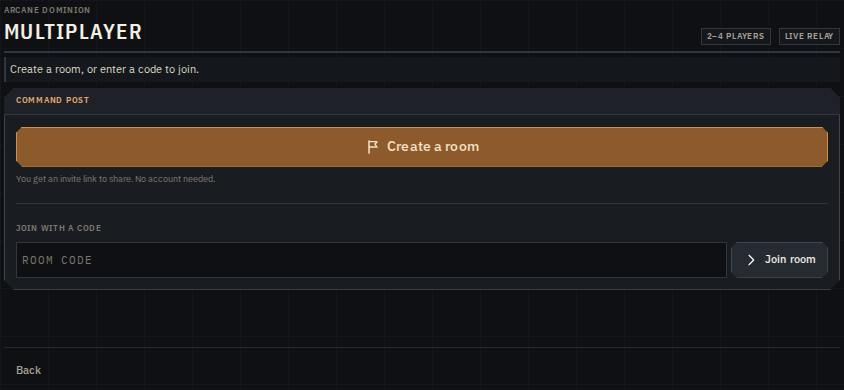 ARCANE DOMINION
MULTIPLAYER
2–4 PLAYERS
LIVE RELAY
Create a room, or enter a code to join.
COMMAND POST
Create a room
You get an invite link to share. No account needed.
JOIN WITH A CODE
ROOM CODE
Join room
Back